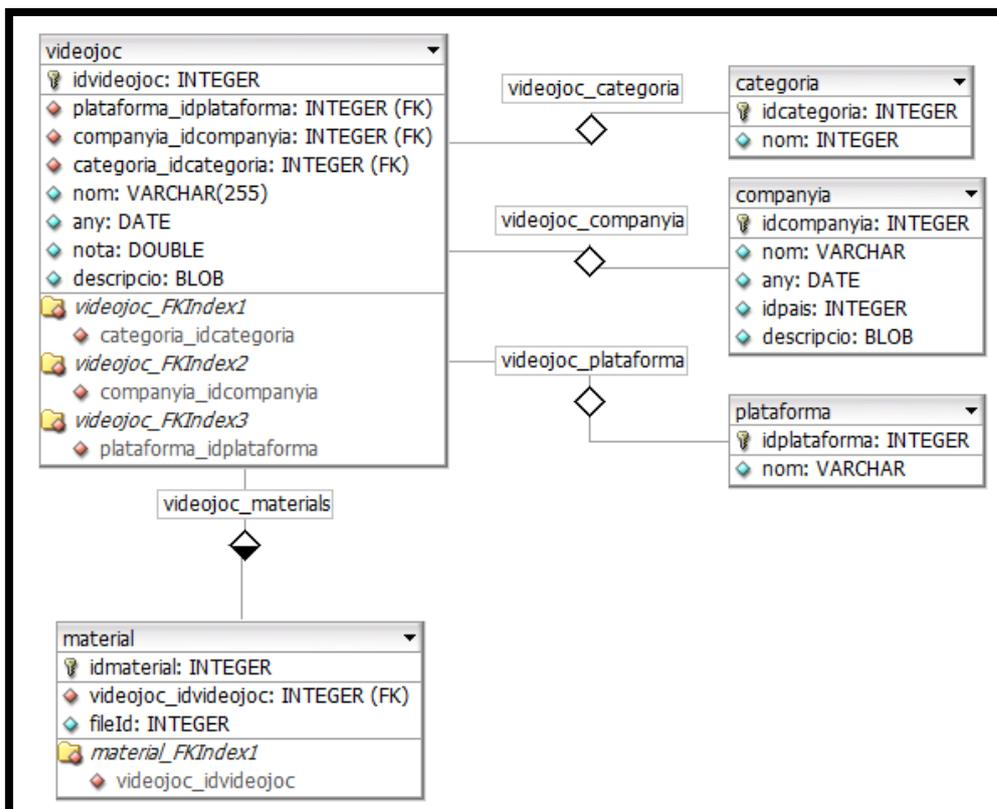 videojoc
idvideojoc: INTEGER
plataforma_idplataforma: INTEGER (FK)
companyia_idcompanyia: INTEGER (FK)
categoria_idcategoria: INTEGER (FK)
nom: VARCHAR(255)
any: DATE
nota: DOUBLE
descripcio: BLOB
videojoc_FKIndex1
categoria_idcategoria
videojoc_FKIndex2
companyia_idcompanyia
videojoc_FKIndex3
plataforma_idplataforma
videojoc_categoria
categoria
idcategoria: INTEGER
nom: INTEGER
videojoc_companyia
companyia
idcompanyia: INTEGER
nom: VARCHAR
any: DATE
idpais: INTEGER
descripcio: BLOB
videojoc_plataforma
plataforma
idplataforma: INTEGER
nom: VARCHAR
videojoc_materials
material
idmaterial: INTEGER
videojoc_idvideojoc: INTEGER (FK)
fileId: INTEGER
material_FKIndex1
videojoc_idvideojoc